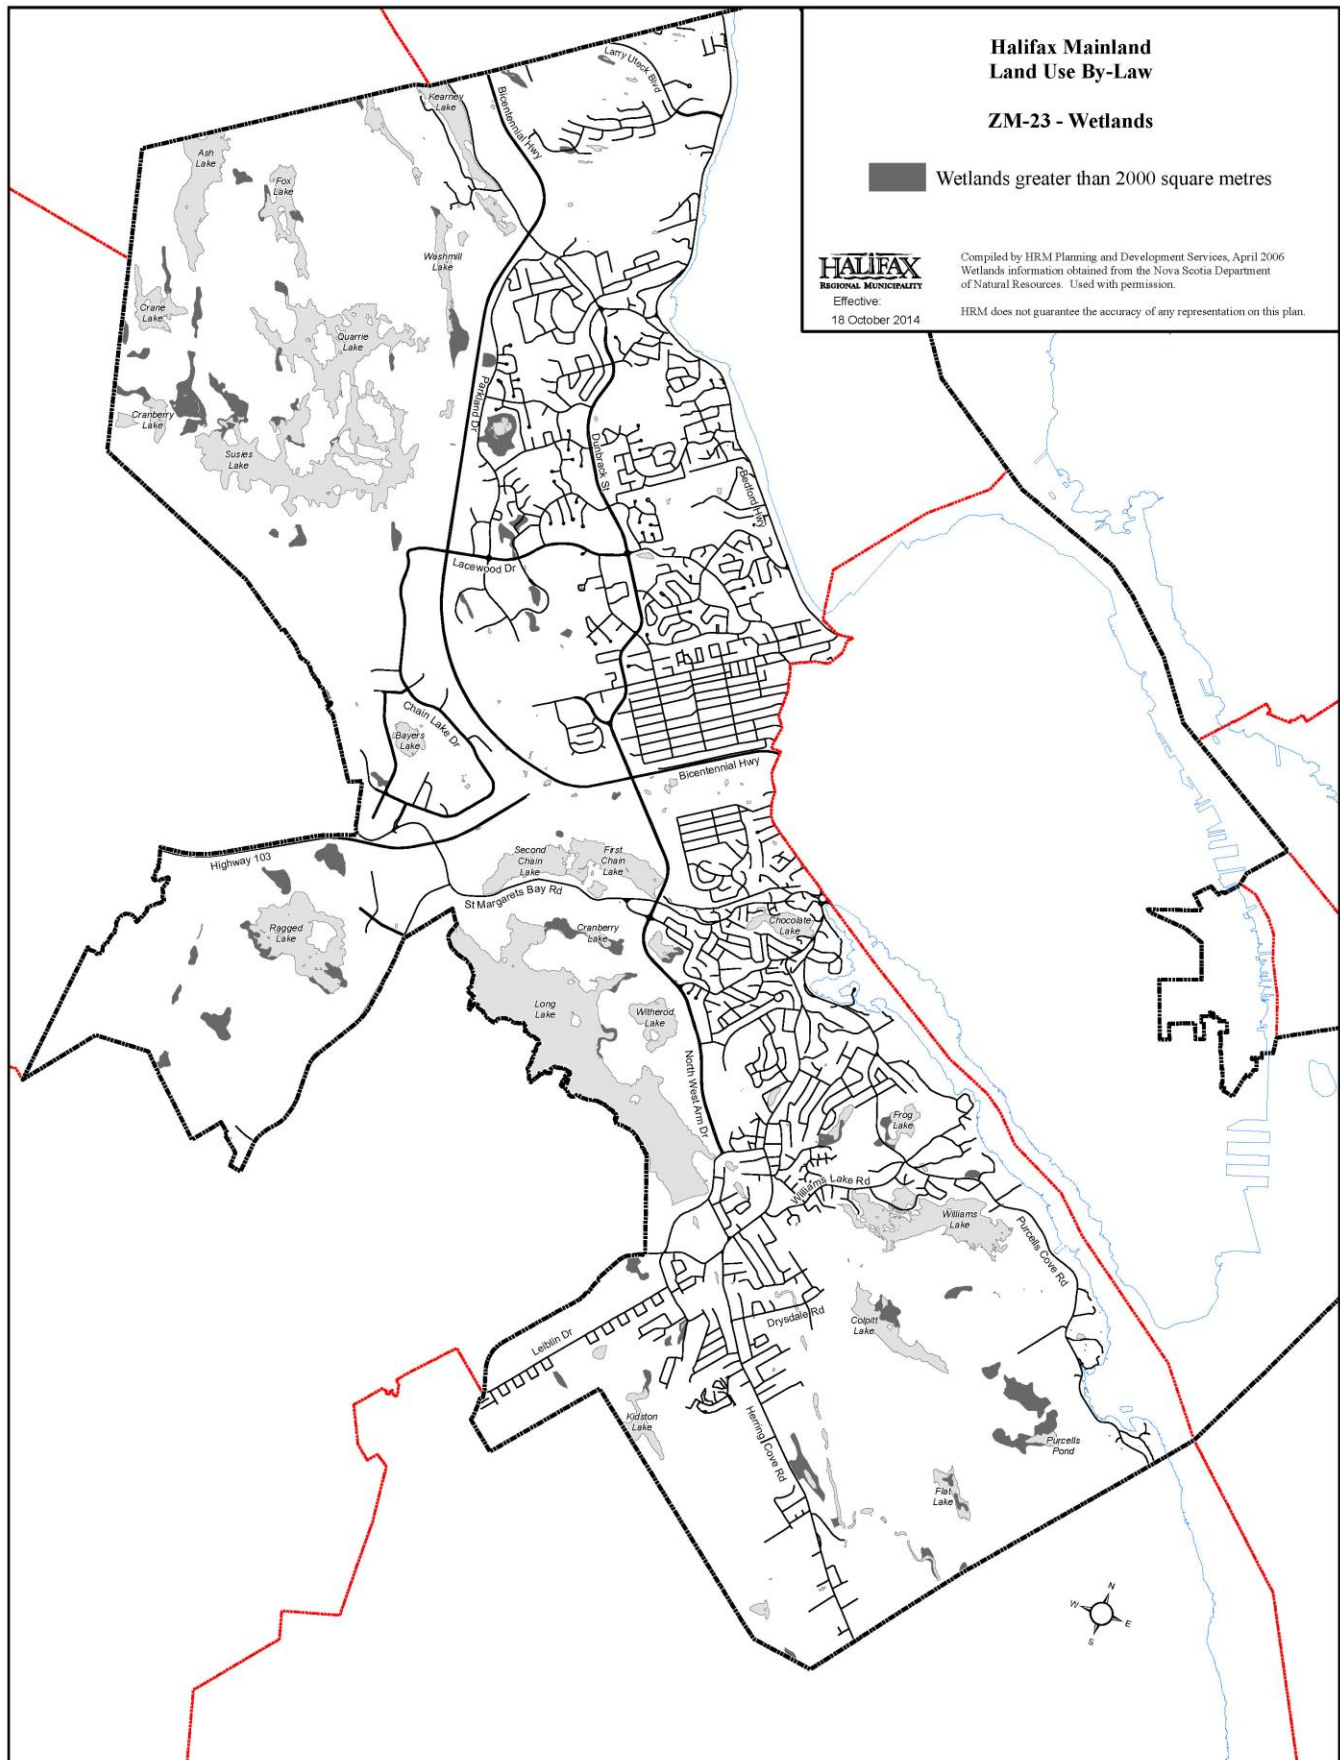 Halifax Mainland
Land Use By-Law
ZM-23 - Wetlands
Wetlands greater than 2000 square metres
HALIFAX
REGIONAL MUNICIPALITY
Effective:
18 October 2014
Compiled by HRM Planning and Development Services, April 2006
Wetlands information obtained from the Nova Scotia Department
of Natural Resources. Used with permission.
HRM does not guarantee the accuracy of any representation on this plan.
Larry Uteck Blvd
Kearney
Lake
Bicentennial Hwy
Ash
Lake
Fox
Lake
Washmill
Lake
Crane
Lake
Quarrie
Lake
Parkland Dr
Cranberry
Lake
Susies
Lake
Dunbrack St
Bedford Hwy
Lacewood Dr
Chain Lake Dr
Bayers
Lake
Bicentennial Hwy
Highway 103
Second
Chain
Lake
First
Chain
Lake
St Margarets Bay Rd
Ragged
Lake
Cranberry
Lake
Chocolate
Lake
Long
Lake
Witherod
Lake
North West Arm Dr
Frog
Lake
Williams Lake Rd
Williams
Lake
Purcells Cove Rd
Drysdale Rd
Colpitt
Lake
Leiblin Dr
Kidston
Lake
Herring Cove Rd
Purcells
Pond
Flat
Lake
N
W
E
S